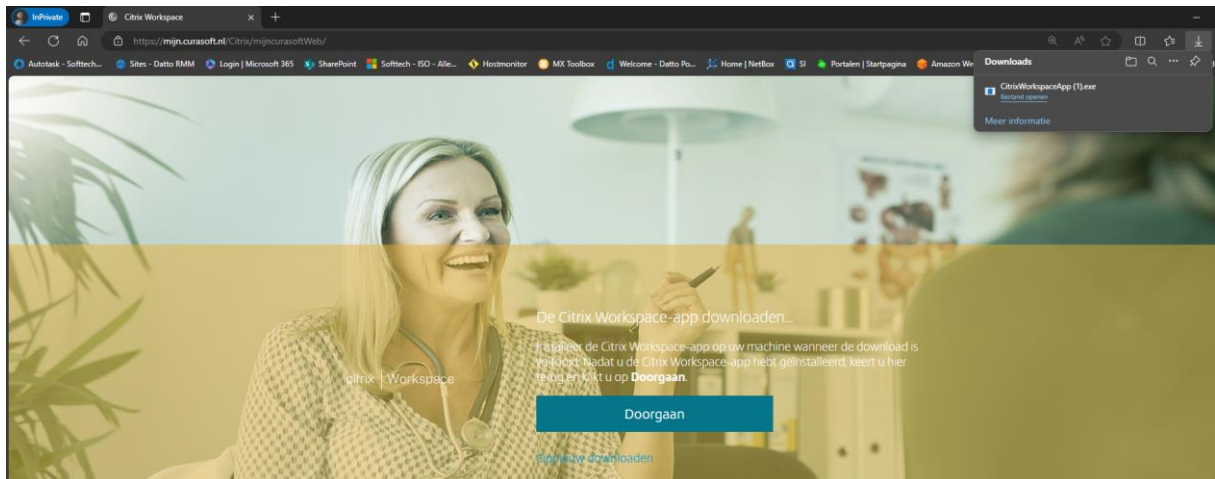 InPrivate
Citrix Workspace
https://mijn.curasoft.nl/Citrix/mijncurasoftWeb/
Autotask - Softtech...
Sites - Datto RMM
Login | Microsoft 365
SharePoint
Softtech - ISO - Alle...
Hostmonitor
MX Toolbox
Welcome - Datto Po...
Home | NetBox
SI
Portalen | Startpagina
Amazon We
Downloads
CitrixWorkspaceApp (1).exe
Bestand openen
Meer informatie
De Citrix Workspace-app downloaden...
Installeer de Citrix Workspace-app op uw machine wanneer de download is
voltooid. Nadat u de Citrix Workspace-app hebt geïnstalleerd, keert u hier
terug en klikt u op Doorgaan.
citrix | Workspace
Doorgaan
Opnieuw downloaden